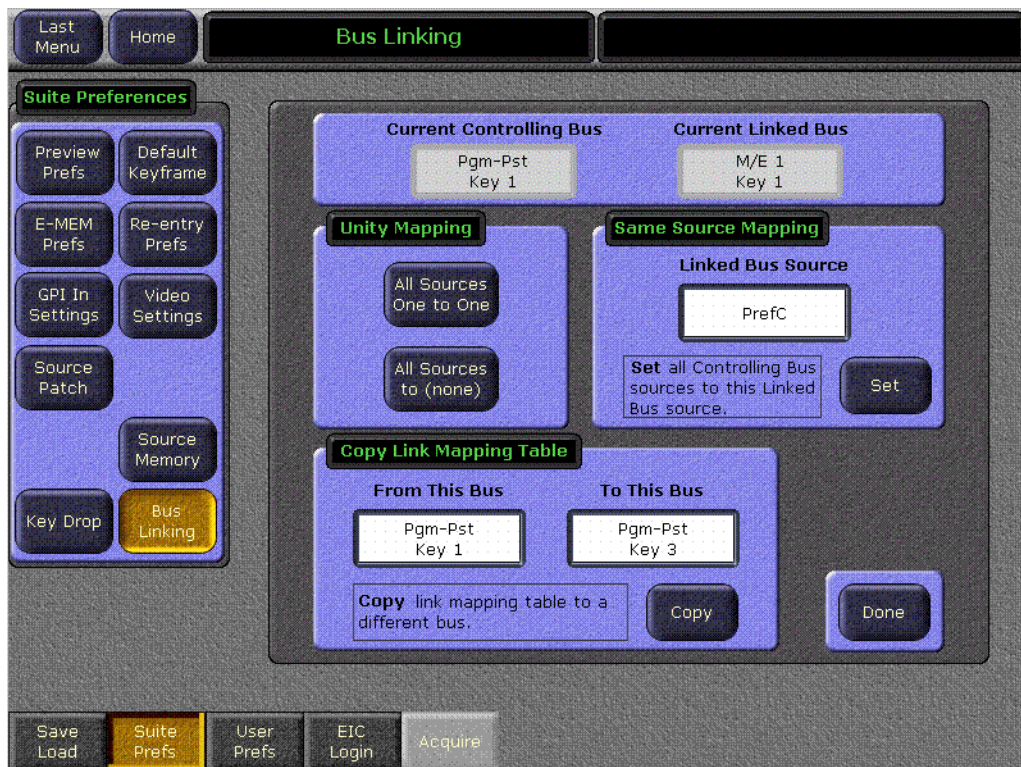 Last
Menu
Home
Bus Linking
Suite Preferences
Preview
Prefs
Default
Keyframe
E-MEM
Prefs
Re-entry
Prefs
GPI In
Settings
Video
Settings
Source
Patch
Source
Memory
Key Drop
Bus
Linking
Current Controlling Bus
Pgm-Pst
Key 1
Current Linked Bus
M/E 1
Key 1
Unity Mapping
All Sources
One to One
All Sources
to (none)
Same Source Mapping
Linked Bus Source
PrefC
Set all Controlling Bus
sources to this Linked
Bus source.
Set
Copy Link Mapping Table
From This Bus
Pgm-Pst
Key 1
To This Bus
Pgm-Pst
Key 3
Copy link mapping table to a
different bus.
Copy
Done
Save
Load
Suite
Prefs
User
Prefs
EIC
Login
Acquire